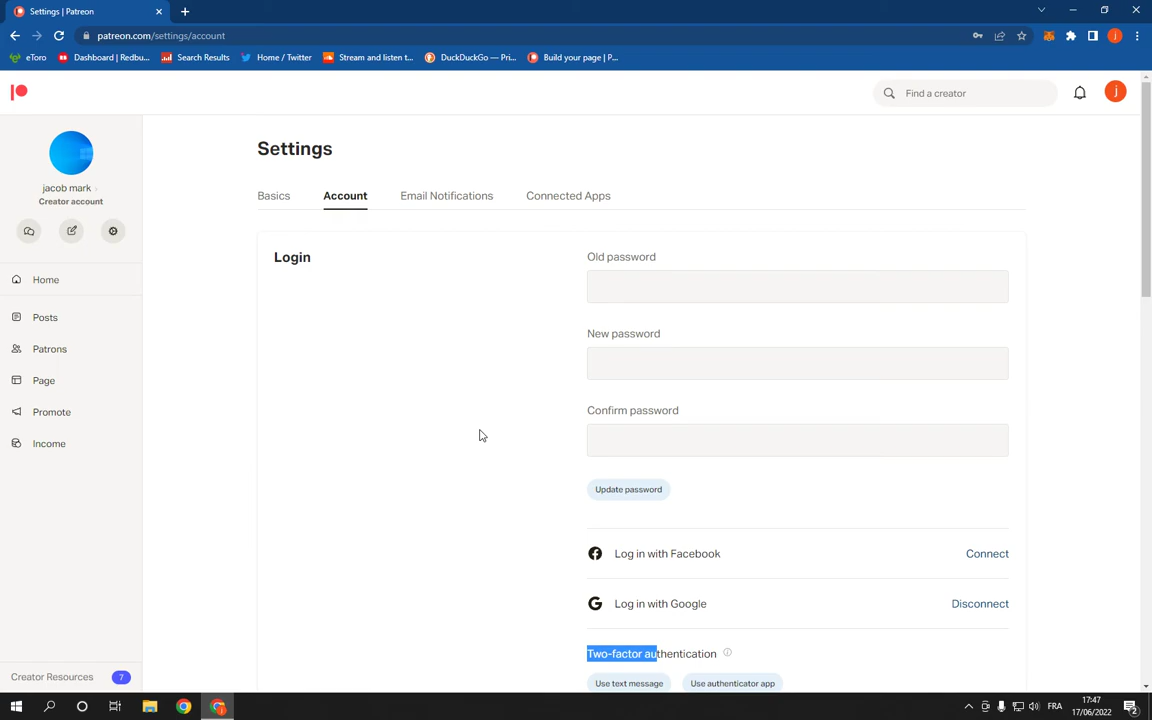 Settings | Patreon
patreon.com/settings/account
eToro
Dashboard | Redbu...
Search Results
Home / Twitter
Stream and listen t...
DuckDuckGo — Pri...
Build your page | P...
j
Find a creator
j
jacob mark
Creator account
Home
Posts
Patrons
Page
Promote
Income
Creator Resources 7
Settings
Basics
Account
Email Notifications
Connected Apps
Login
Old password
New password
Confirm password
Update password
Log in with Facebook
Connect
Log in with Google
Disconnect
Two-factor authentication
Use text message
Use authenticator app
FRA
17:47
17/06/2022
2